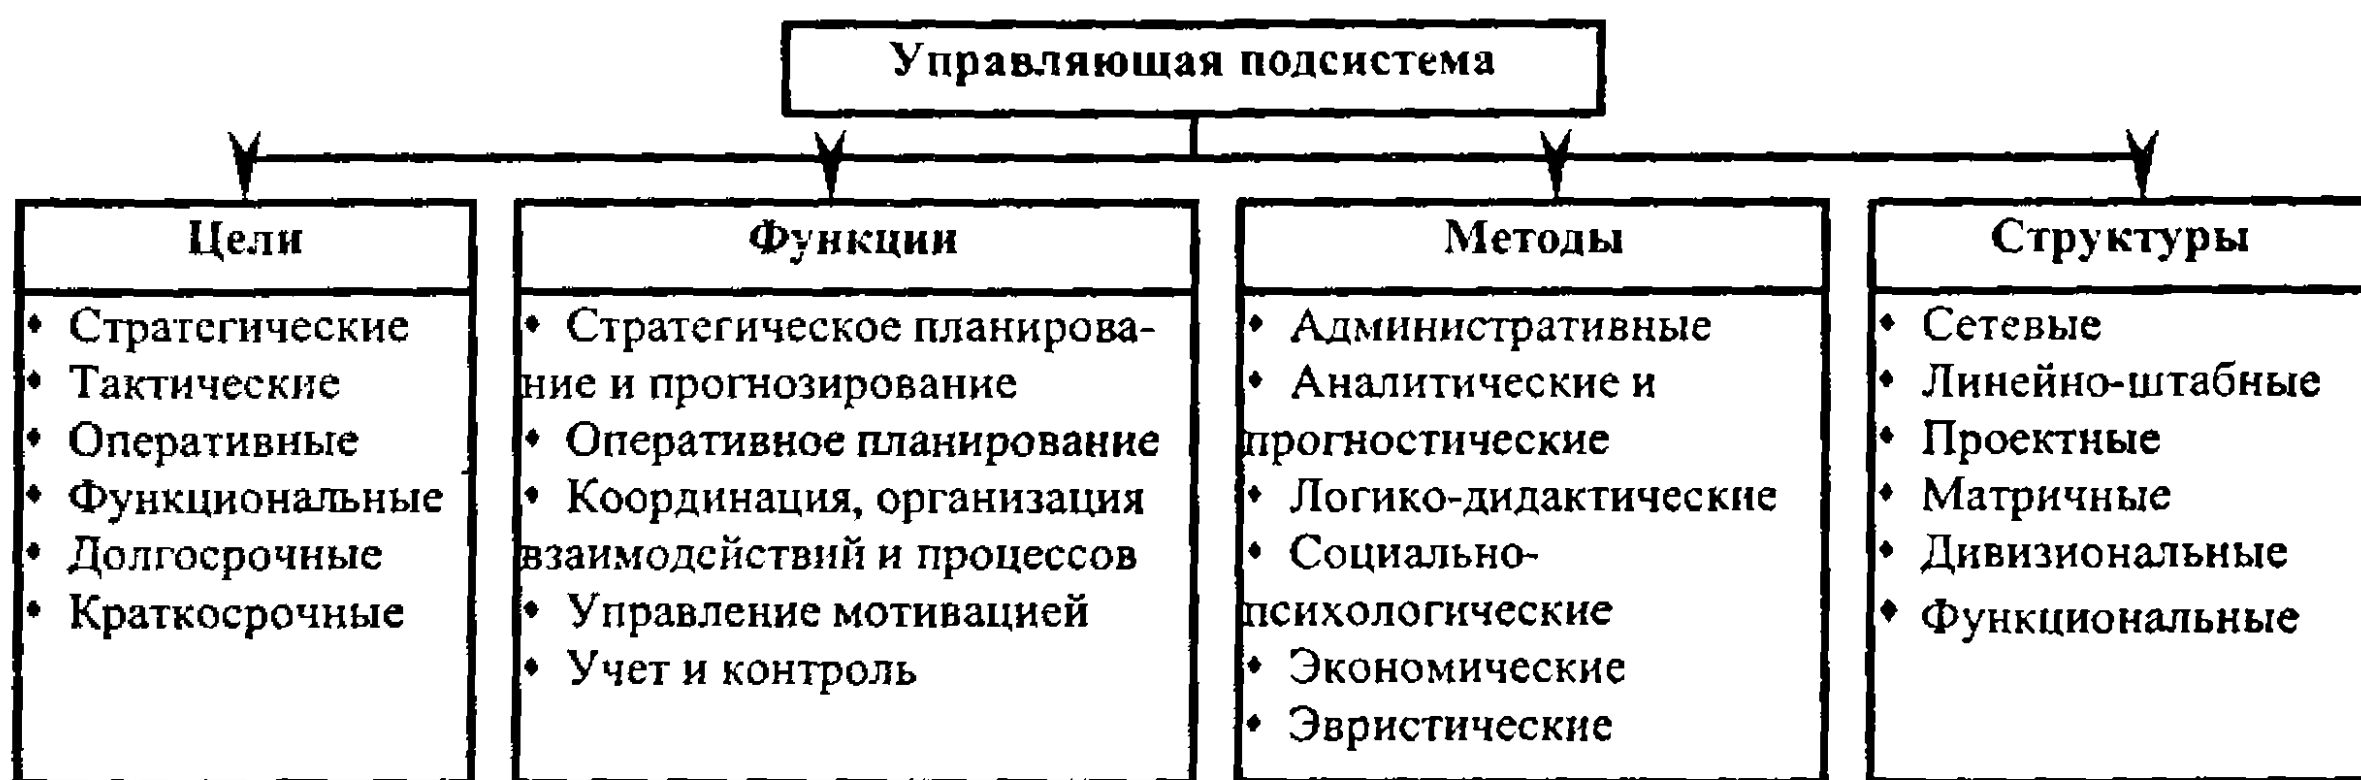 Управляющая подсистема
Цели
• Стратегические
• Тактические
• Оперативные
• Функциональные
• Долгосрочные
• Краткосрочные
Функции
• Стратегическое планирова-
ние и прогнозирование
• Оперативное планирование
• Координация, организация
взаимодействий и процессов
• Управление мотивацией
• Учет и контроль
Методы
• Административные
• Аналитические и
прогностические
• Логико-дидактические
• Социально-
психологические
• Экономические
• Эвристические
Структуры
• Сетевые
• Линейно-штабные
• Проектные
• Матричные
• Дивизиональные
• Функциональные